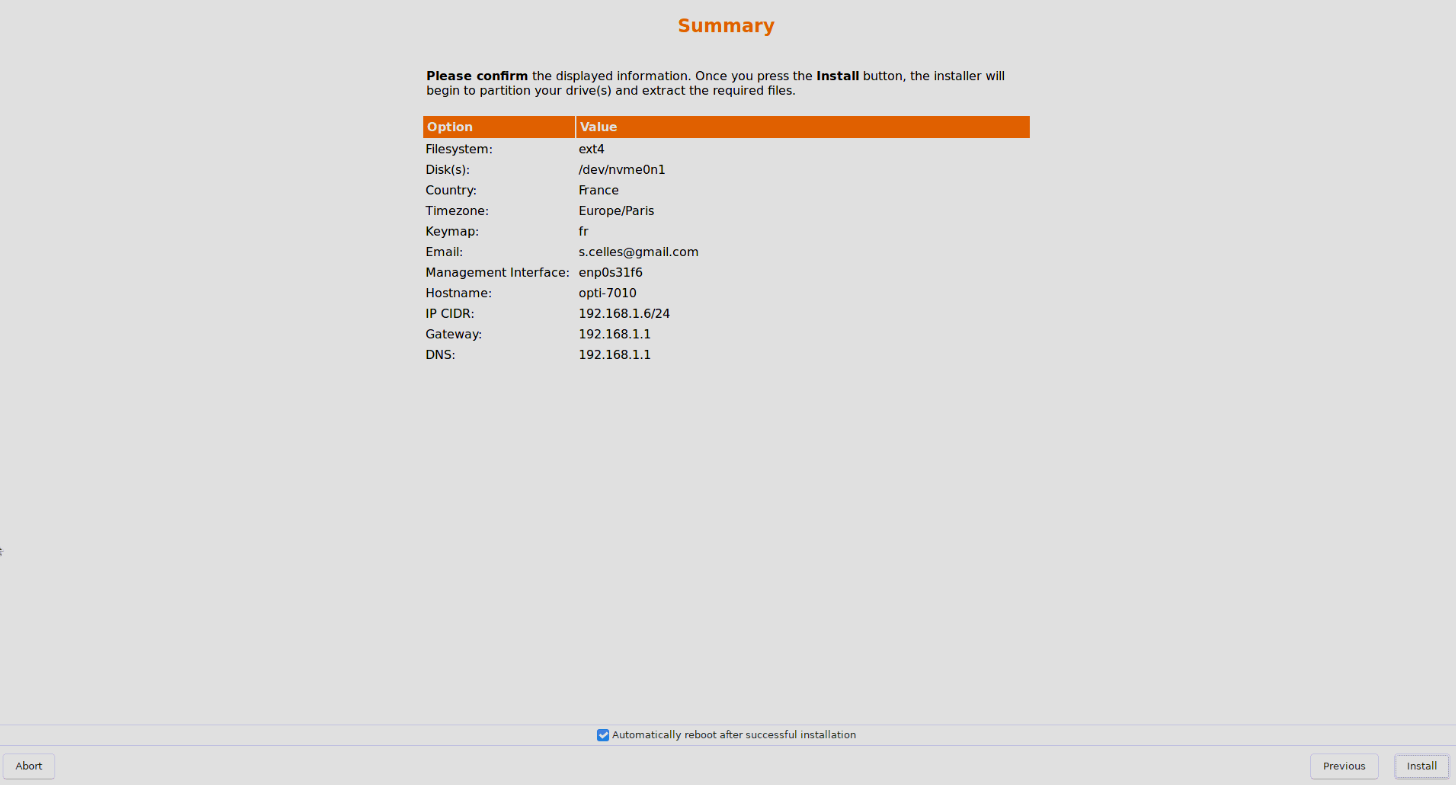 Summary
Please confirm the displayed information. Once you press the Install button, the installer will
begin to partition your drive(s) and extract the required files.
Option Value
Filesystem: ext4
Disk(s): /dev/nvme0n1
Country: France
Timezone: Europe/Paris
Keymap: fr
Email: s.celles@gmail.com
Management Interface: enp0s31f6
Hostname: opti-7010
IP CIDR: 192.168.1.6/24
Gateway: 192.168.1.1
DNS: 192.168.1.1
Automatically reboot after successful installation
Abort Previous Install